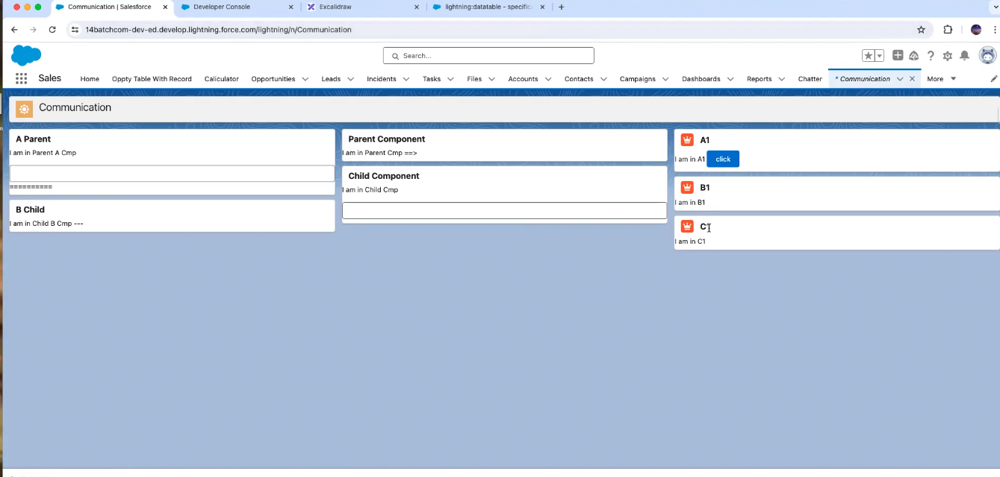 Communication | Salesforce
Developer Console
Excalidraw
lightning:datatable - specific
14batchcom-dev-ed.develop.lightning.force.com/lightning/n/Communication
Search...
Sales Home Oppty Table With Record Calculator Opportunities Leads Incidents Tasks Files Accounts Contacts Campaigns Dashboards Reports Chatter * Communication More
Communication
A Parent
I am in Parent A Cmp
==========
B Child
I am in Child B Cmp ---
Parent Component
I am in Parent Cmp ==>
Child Component
I am in Child Cmp
A1
I am in A1 click
B1
I am in B1
C1
I am in C1